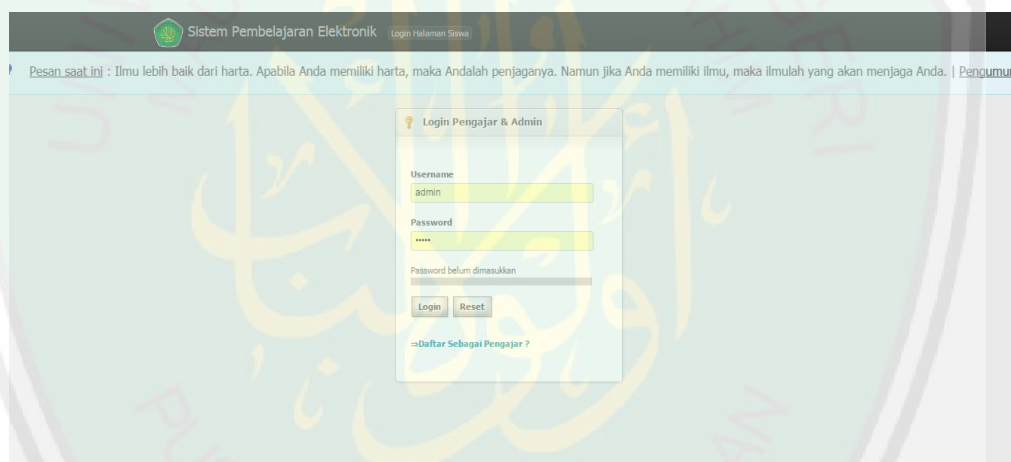 Sistem Pembelajaran Elektronik Login Halaman Siswa
Pesan saat ini : Ilmu lebih baik dari harta. Apabila Anda memiliki harta, maka Andalah penjaganya. Namun jika Anda memiliki ilmu, maka ilmulah yang akan menjaga Anda. | Pengumu
Login Pengajar & Admin
Username
admin
Password
•••••
Password belum dimasukkan
Login Reset
⇒Daftar Sebagai Pengajar ?